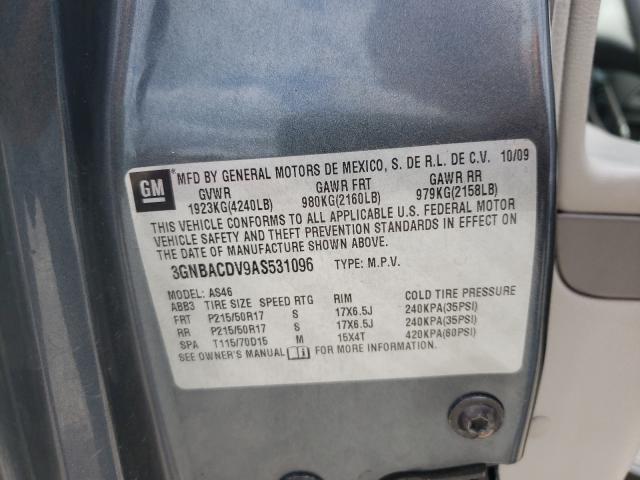 GM
MFD BY GENERAL MOTORS DE MEXICO, S. DE R.L. DE C.V. 10/09
GVWR GAWR FRT GAWR RR
1923KG(4240LB) 980KG(2160LB) 979KG(2158LB)
THIS VEHICLE CONFORMS TO ALL APPLICABLE U.S. FEDERAL MOTOR
VEHICLE SAFETY AND THEFT PREVENTION STANDARDS IN EFFECT ON
THE DATE OF MANUFACTURE SHOWN ABOVE.
3GNBACDV9AS531096 TYPE: M.P.V.
MODEL: AS46
ABB3 TIRE SIZE SPEED RTG RIM COLD TIRE PRESSURE
FRT P215/50R17 S 17X6.5J 240KPA(35PSI)
RR P215/50R17 S 17X6.5J 240KPA(35PSI)
SPA T115/70D15 M 15X4T 420KPA(60PSI)
SEE OWNER'S MANUAL FOR MORE INFORMATION.